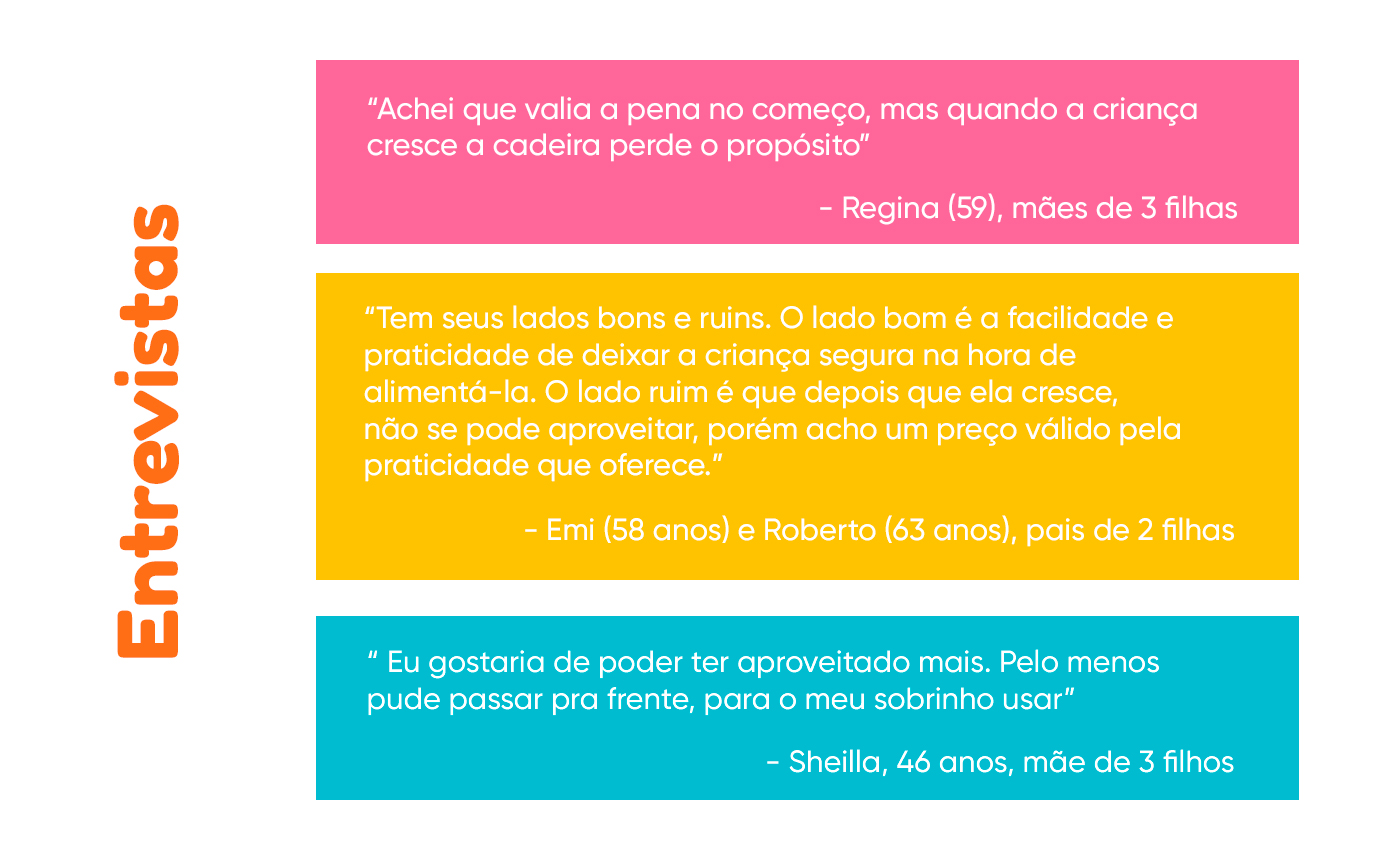 Entrevistas
“Achei que valia a pena no começo, mas quando a criança
cresce a cadeira perde o propósito”
- Regina (59), mães de 3 filhas
“Tem seus lados bons e ruins. O lado bom é a facilidade e
praticidade de deixar a criança segura na hora de
alimentá-la. O lado ruim é que depois que ela cresce,
não se pode aproveitar, porém acho um preço válido pela
praticidade que oferece.”
- Emi (58 anos) e Roberto (63 anos), pais de 2 filhas
“ Eu gostaria de poder ter aproveitado mais. Pelo menos
pude passar pra frente, para o meu sobrinho usar”
- Sheilla, 46 anos, mãe de 3 filhos